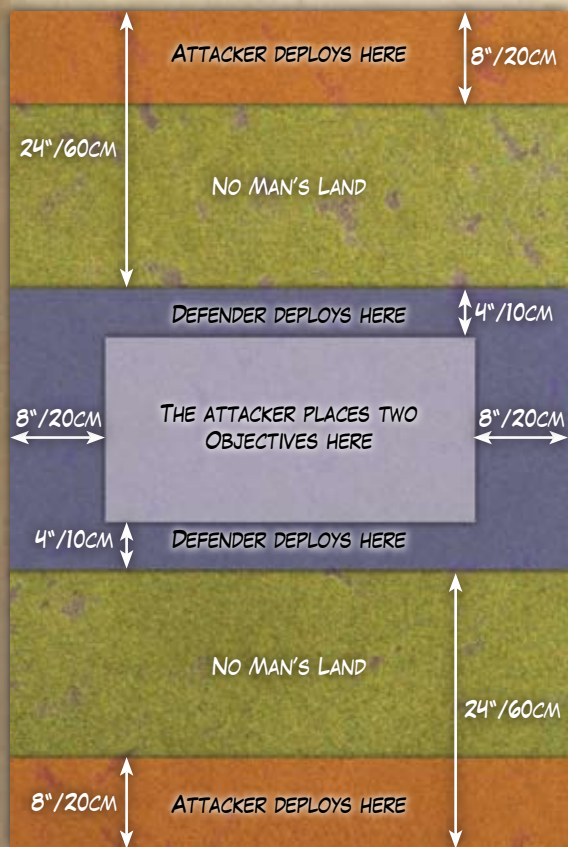 Attacker deploys here
8"/20cm
24"/60cm
No Man's Land
Defender deploys here
4"/10cm
8"/20cm
The attacker places two
Objectives here
8"/20cm
4"/10cm
Defender deploys here
No Man's Land
24"/60cm
8"/20cm
Attacker deploys here